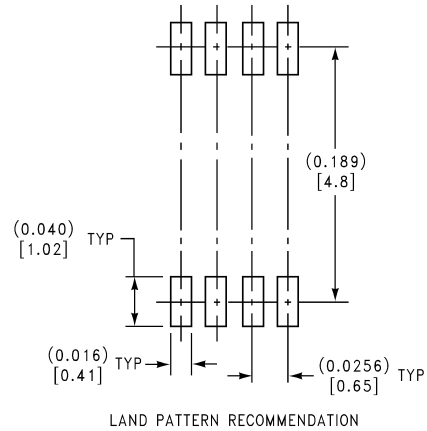 (0.189)
[4.8]
(0.040)
[1.02] TYP
(0.016)
[0.41] TYP
(0.0256)
[0.65] TYP
LAND PATTERN RECOMMENDATION